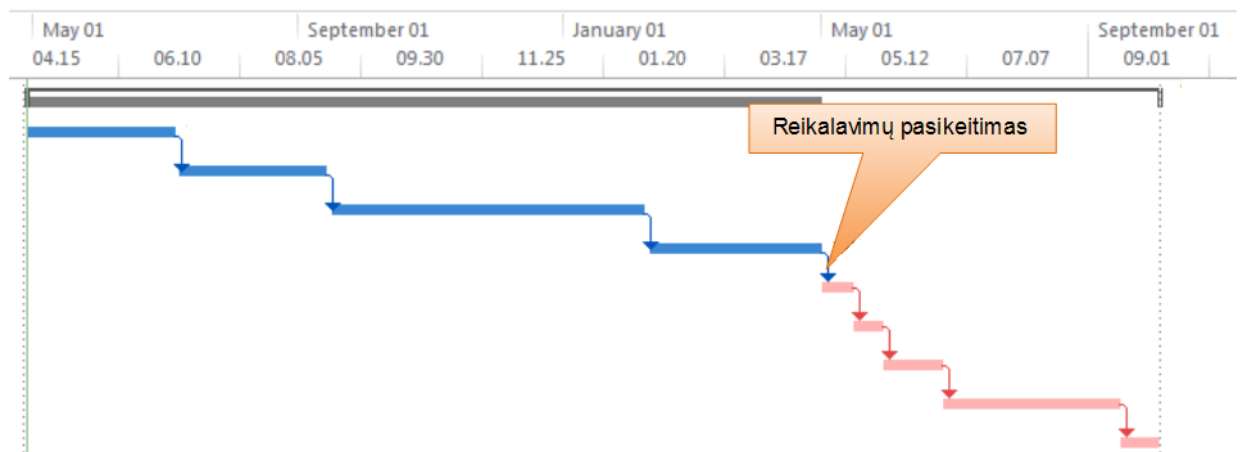 May 01 September 01 January 01 May 01 September 01
04.15 06.10 08.05 09.30 11.25 01.20 03.17 05.12 07.07 09.01
Reikalavimų pasikeitimas